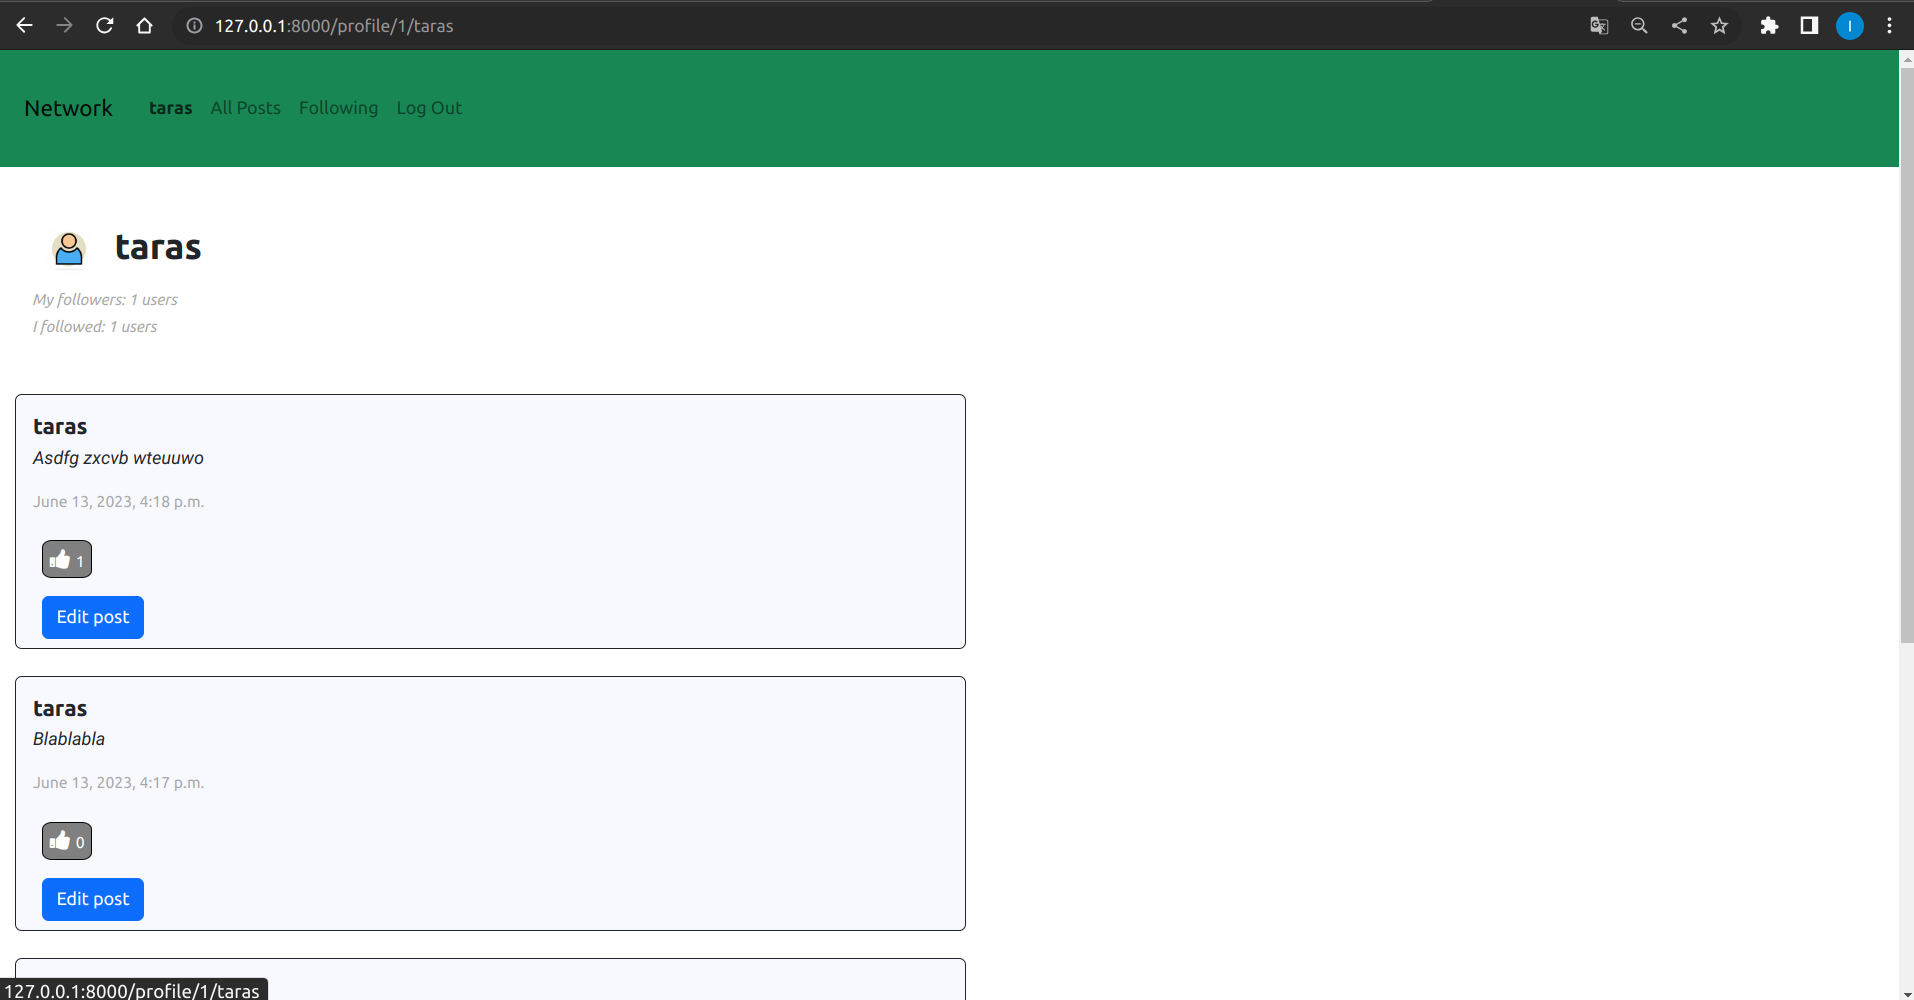 127.0.0.1:8000/profile/1/taras
I
Network taras All Posts Following Log Out
taras
My followers: 1 users
I followed: 1 users
taras
Asdfg zxcvb wteuuwo
June 13, 2023, 4:18 p.m.
1
Edit post
taras
Blablabla
June 13, 2023, 4:17 p.m.
0
Edit post
127.0.0.1:8000/profile/1/taras